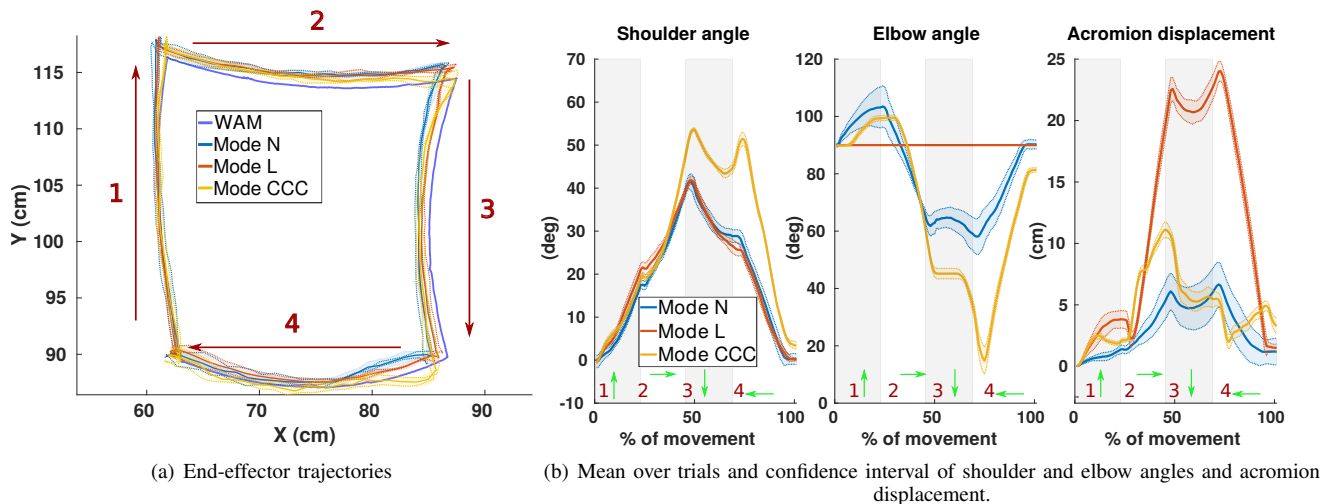 2
115
110
105
100
95
90
Y (cm)
1
WAM
Mode N
Mode L
Mode CCC
3
4
60 70 80 90
X (cm)
(a) End-effector trajectories
Shoulder angle
70
60
50
40
30
20
10
0
-10
(deg)
Mode N
Mode L
Mode CCC
1 2 3 4
0 50 100
% of movement
Elbow angle
120
100
80
60
40
20
0
(deg)
1 2 3 4
0 50 100
% of movement
Acromion displacement
25
20
15
10
5
0
(cm)
1 2 3 4
0 50 100
% of movement
(b) Mean over trials and confidence interval of shoulder and elbow angles and acromion
displacement.